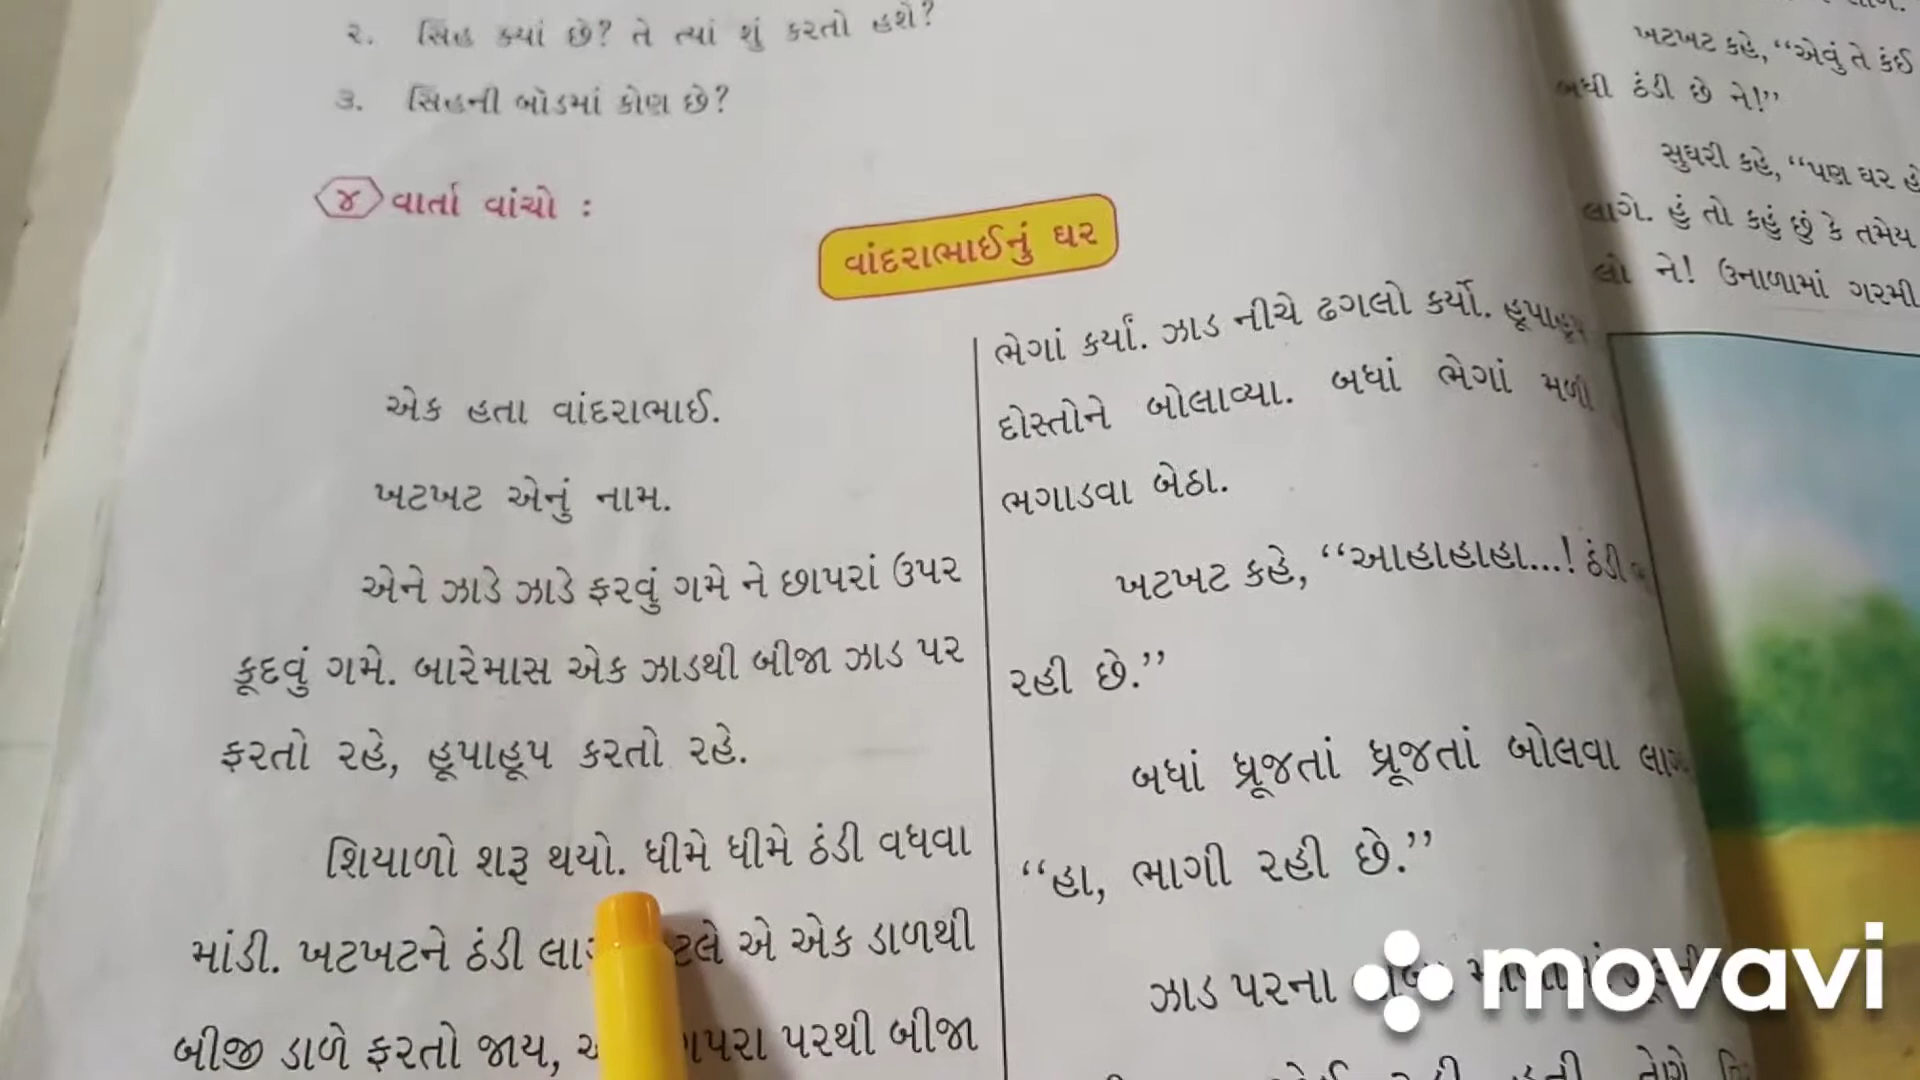 ૨. સિંહ ક્યાં છે? તે ત્યાં શું કરતો હશે?
૩. સિંહની બોડમાં કોણ છે?
૪ વાર્તા વાંચો :
વાંદરાભાઈનું ઘર
એક હતા વાંદરાભાઈ.
ખટખટ એનું નામ.
એને ઝાડે ઝાડે ફરવું ગમે ને છાપરાં ઉપર
કૂદવું ગમે. બારેમાસ એક ઝાડથી બીજા ઝાડ પર
ફરતો રહે, હૂપાહૂપ કરતો રહે.
શિયાળો શરૂ થયો. ધીમે ધીમે ઠંડી વધવા
માંડી. ખટખટને ઠંડી એ એક ડાળથી
બીજી ડાળે ફરતો જાય, પરથી બીજા
ભેગાં કર્યાં. ઝાડ નીચે ઢગલો કર્યો. હૂપાહૂપ
દોસ્તોને બોલાવ્યા. બધાં ભેગાં મળી
ભગાડવા બેઠા.
ખટખટ કહે, “આહાહાહા...! ઠંડી
રહી છે.”
બધાં ધ્રૂજતાં ધ્રૂજતાં બોલવા
“હા, ભાગી રહી છે.”
ઝાડ પરના
ખટખટ કહે, “એવું તે કંઈ
બધી ઠંડી છે ને!”
સુઘરી કહે, “પણ ઘર
લાગે. હું તો કહું છું કે તમેય
લો ને! ઉનાળામાં ગરમી
movavi